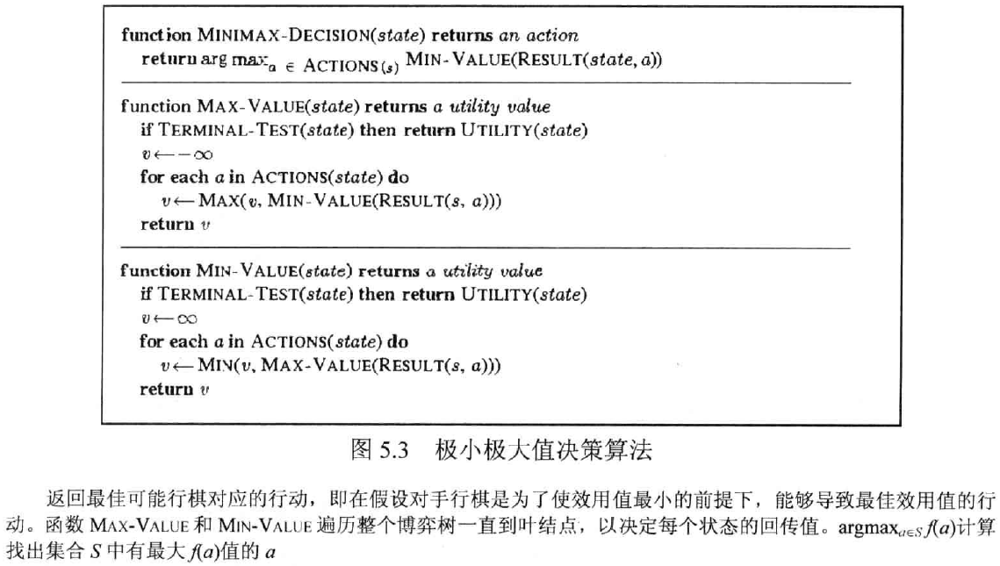 function MINIMAX-DECISION(state) returns an action
return arg max_a ∈ ACTIONS(s) MIN-VALUE(RESULT(state, a))
function MAX-VALUE(state) returns a utility value
if TERMINAL-TEST(state) then return UTILITY(state)
v ← −∞
for each a in ACTIONS(state) do
v ← MAX(v, MIN-VALUE(RESULT(s, a)))
return v
function MIN-VALUE(state) returns a utility value
if TERMINAL-TEST(state) then return UTILITY(state)
v ← ∞
for each a in ACTIONS(state) do
v ← MIN(v, MAX-VALUE(RESULT(s, a)))
return v
图 5.3 极小极大值决策算法
返回最佳可能行棋对应的行动，即在假设对手行棋是为了使效用值最小的前提下，能够导致最佳效用值的行
动。函数 MAX-VALUE 和 MIN-VALUE 遍历整个博弈树一直到叶结点，以决定每个状态的回传值。argmax_a∈S f(a)计算
找出集合 S 中有最大 f(a)值的 a